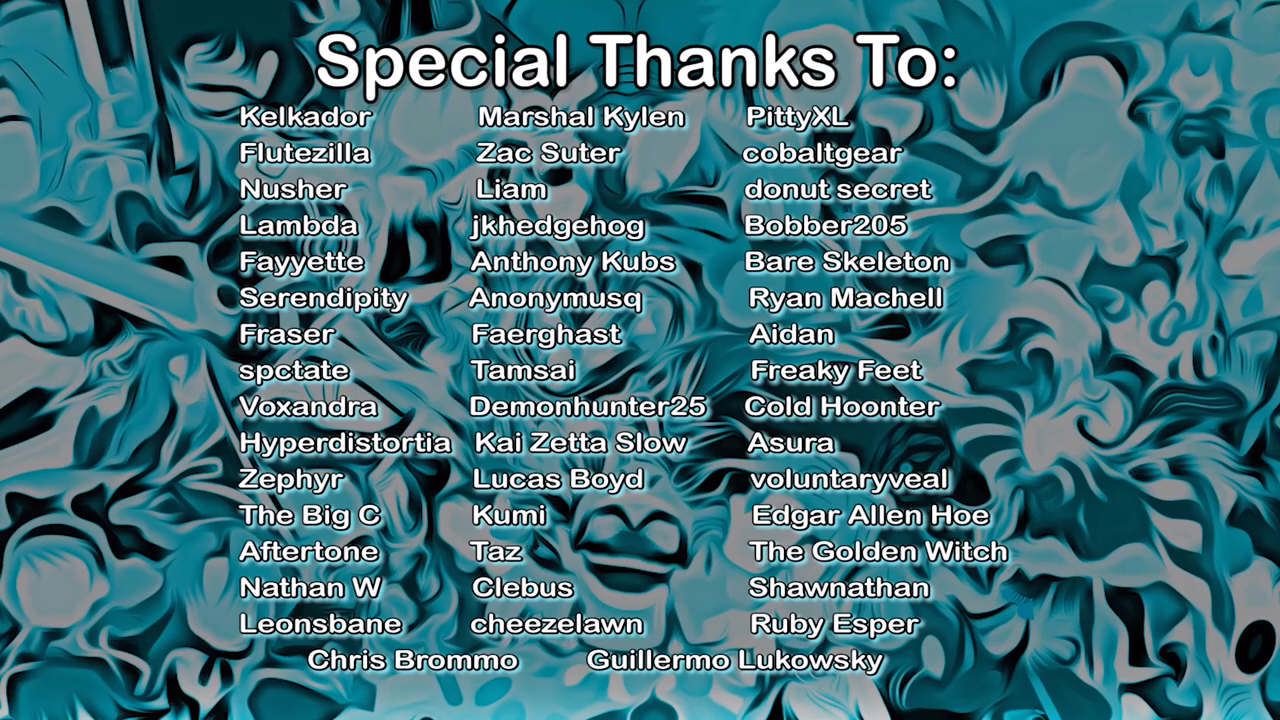 Special Thanks To:
Kelkador Marshal Kylen PittyXL
Flutezilla Zac Suter cobaltgear
Nusher Liam donut secret
Lambda jkhedgehog Bobber205
Fayyette Anthony Kubs Bare Skeleton
Serendipity Anonymusq Ryan Machell
Fraser Faerghast Aidan
spctate Tamsai Freaky Feet
Voxandra Demonhunter25 Cold Hoonter
Hyperdistortia Kai Zetta Slow Asura
Zephyr Lucas Boyd voluntaryveal
The Big C Kumi Edgar Allen Hoe
Aftertone Taz The Golden Witch
Nathan W Clebus Shawnathan
Leonsbane cheezelawn Ruby Esper
Chris Brommo Guillermo Lukowsky